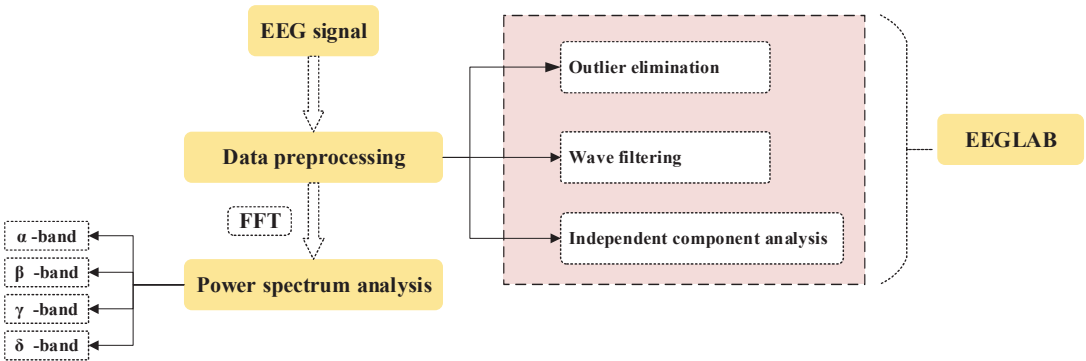 EEG signal
Outlier elimination
Data preprocessing
Wave filtering
EEGLAB
FFT
Independent component analysis
Power spectrum analysis
α -band
β -band
γ -band
δ -band